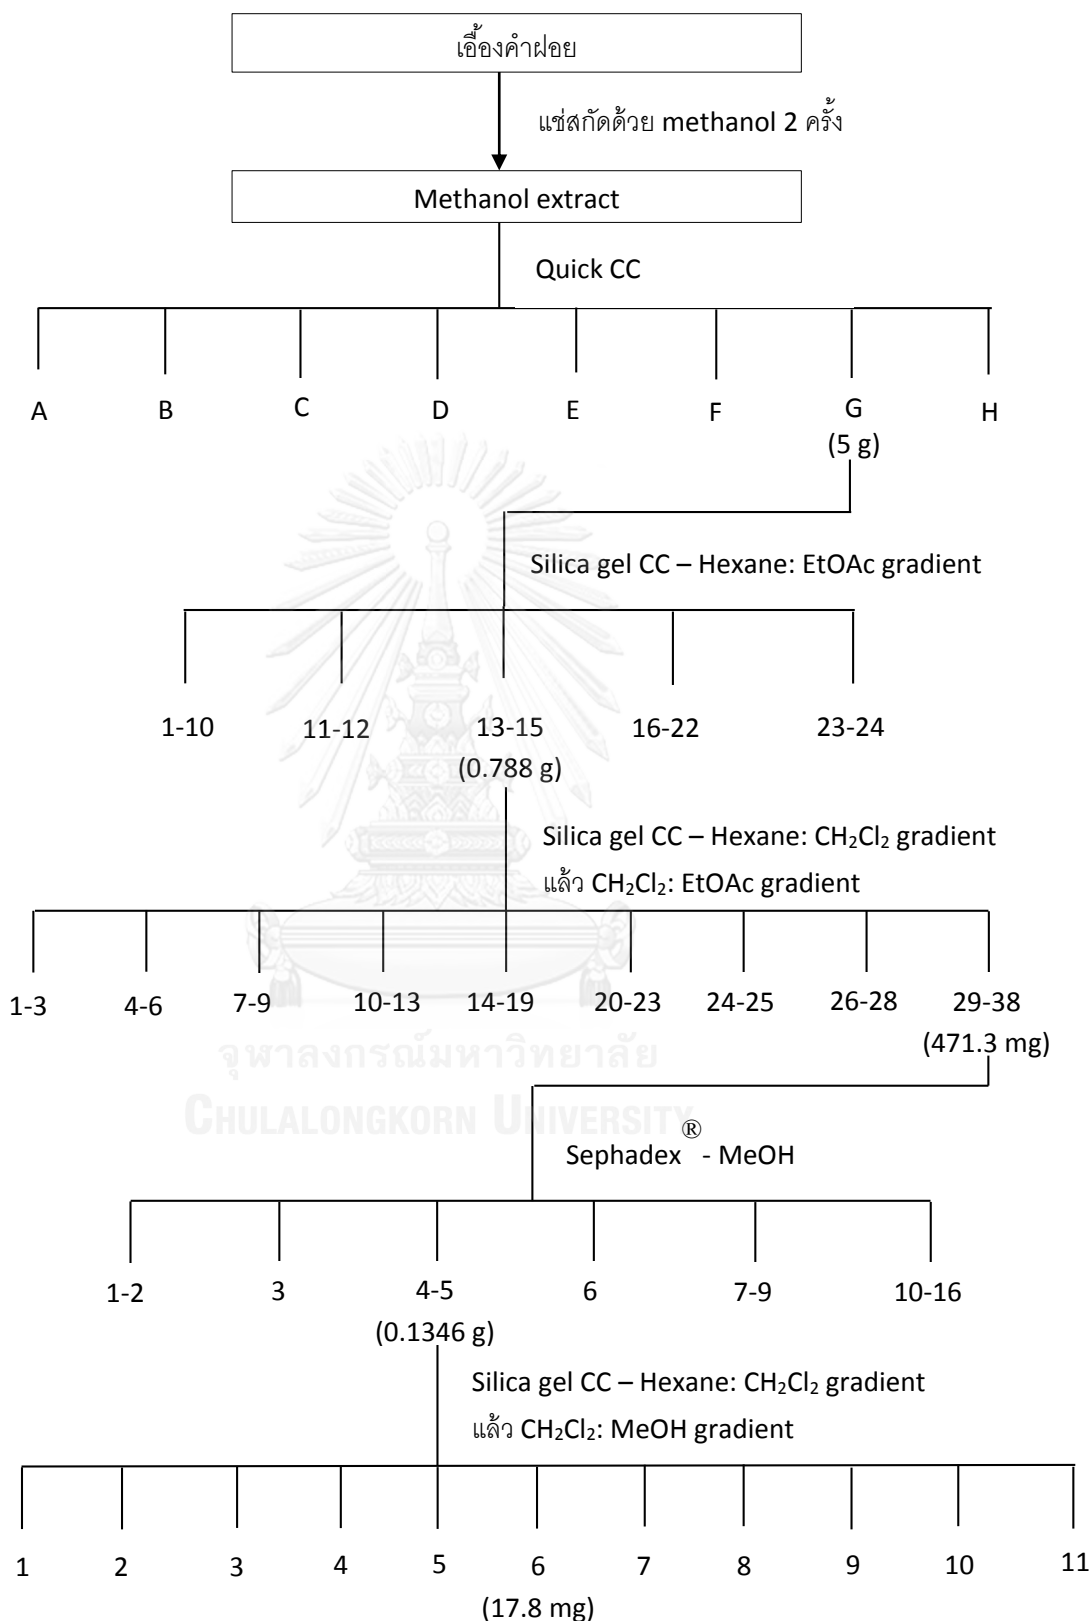 เอื้องคำฝอย
แช่สกัดด้วย methanol 2 ครั้ง
Methanol extract
Quick CC
A B C D E F G H
(5 g)
Silica gel CC – Hexane: EtOAc gradient
1-10 11-12 13-15 16-22 23-24
(0.788 g)
Silica gel CC – Hexane: CH₂Cl₂ gradient
แล้ว CH₂Cl₂: EtOAc gradient
1-3 4-6 7-9 10-13 14-19 20-23 24-25 26-28 29-38
(471.3 mg)
จุฬาลงกรณ์มหาวิทยาลัย
CHULALONGKORN UNIVERSITY
Sephadex® - MeOH
1-2 3 4-5 6 7-9 10-16
(0.1346 g)
Silica gel CC – Hexane: CH₂Cl₂ gradient
แล้ว CH₂Cl₂: MeOH gradient
1 2 3 4 5 6 7 8 9 10 11
(17.8 mg)